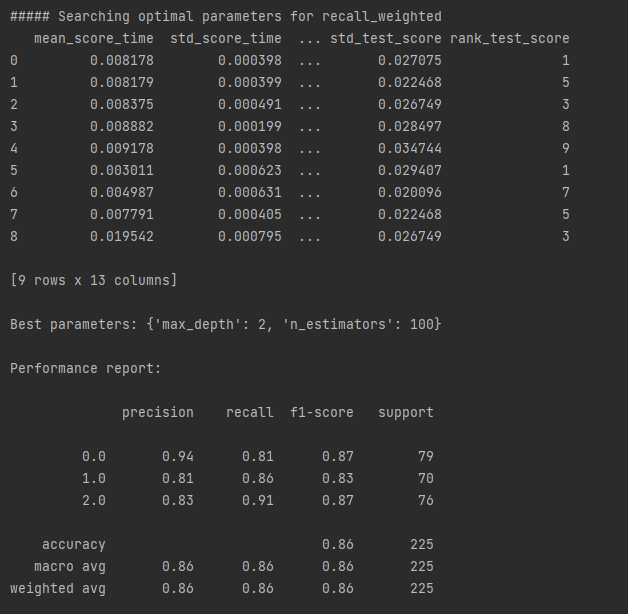 ##### Searching optimal parameters for recall_weighted
   mean_score_time  std_score_time  ... std_test_score rank_test_score
0         0.008178        0.000398  ...       0.027075               1
1         0.008179        0.000399  ...       0.022468               5
2         0.008375        0.000491  ...       0.026749               3
3         0.008882        0.000199  ...       0.028497               8
4         0.009178        0.000398  ...       0.034744               9
5         0.003011        0.000623  ...       0.029407               1
6         0.004987        0.000631  ...       0.020096               7
7         0.007791        0.000405  ...       0.022468               5
8         0.019542        0.000795  ...       0.026749               3
[9 rows x 13 columns]
Best parameters: {'max_depth': 2, 'n_estimators': 100}
Performance report:
              precision    recall  f1-score   support
         0.0       0.94      0.81      0.87        79
         1.0       0.81      0.86      0.83        70
         2.0       0.83      0.91      0.87        76
    accuracy                           0.86       225
   macro avg       0.86      0.86      0.86       225
weighted avg       0.86      0.86      0.86       225